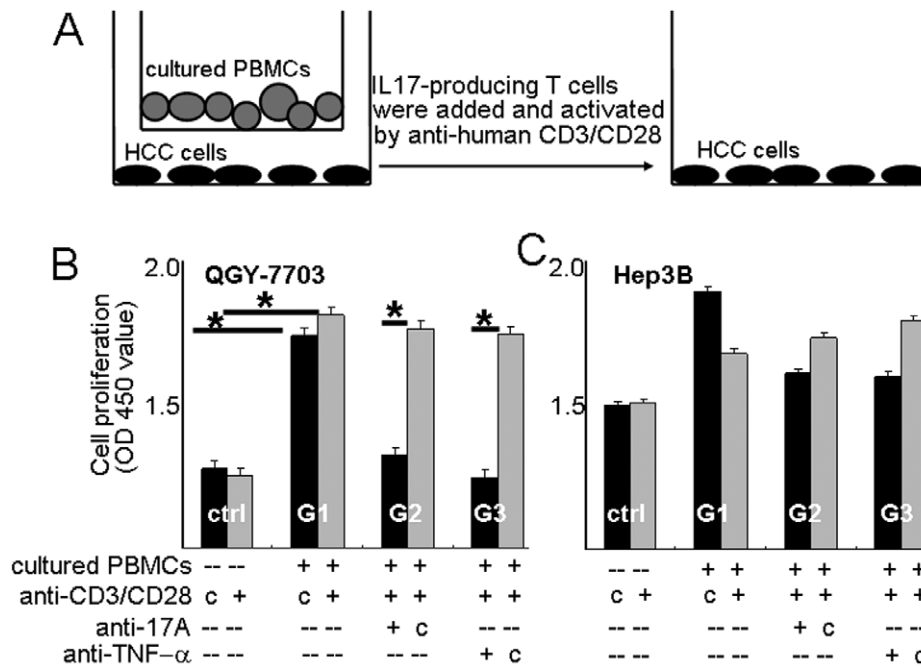 A
cultured PBMCs
HCC cells
IL17-producing T cells
were added and activated
by anti-human CD3/CD28
HCC cells
B
QGY-7703
Cell proliferation
(OD 450 value)
2.0
1.5
*
*
*
*
ctrl G1 G2 G3
C
Hep3B
2.0
1.5
ctrl G1 G2 G3
cultured PBMCs -- -- + + + + + + -- -- + + + + + +
anti-CD3/CD28 c + c + + + + + c + c + + + + +
anti-17A -- -- -- -- + c -- -- -- -- -- -- + c -- --
anti-TNF-α -- -- -- -- -- -- + c -- -- -- -- -- -- + c